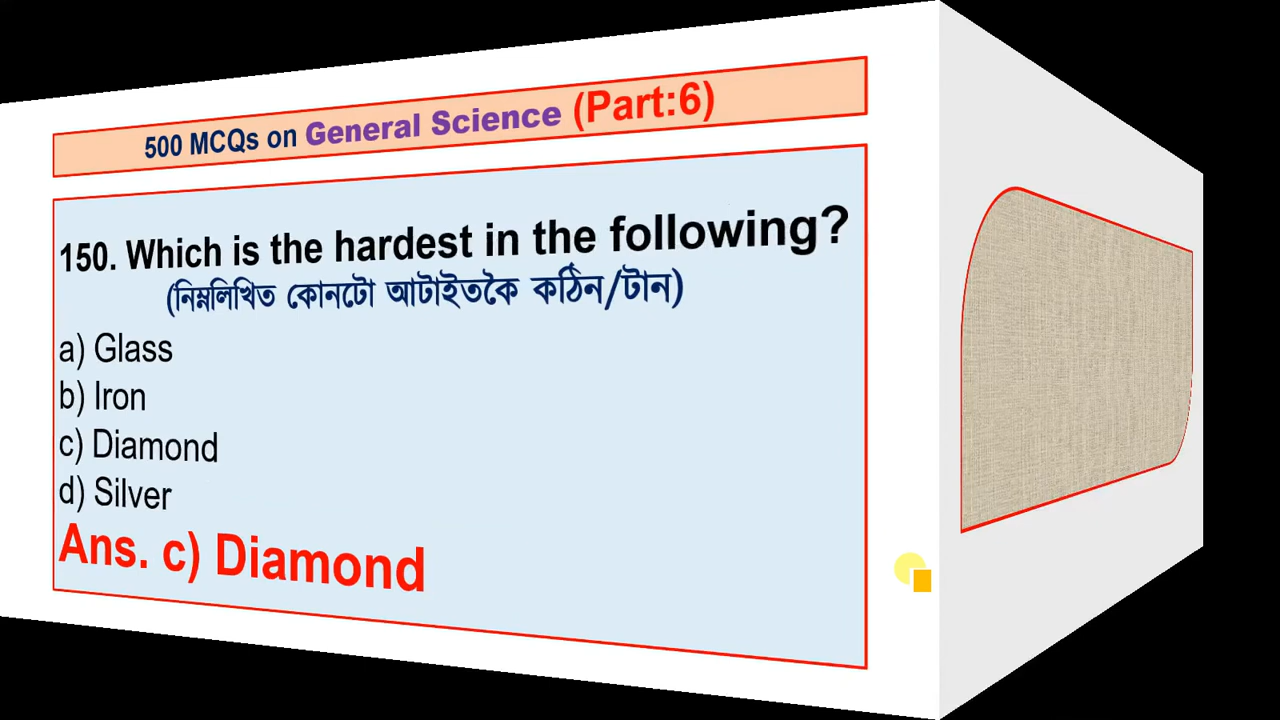 500 MCQs on General Science (Part:6)
150. Which is the hardest in the following?
(নিম্নলিখিত কোনটো আটাইতকৈ কঠিন/টান)
a) Glass
b) Iron
c) Diamond
d) Silver
Ans. c) Diamond